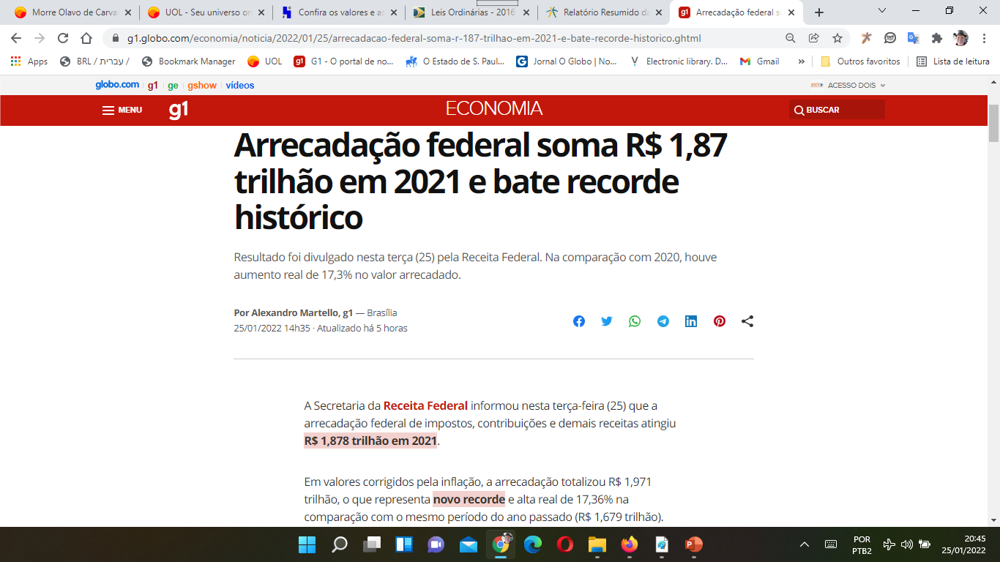 Morre Olavo de Carva
UOL - Seu universo on
Confira os valores e as
Leis Ordinárias - 2016
Relatório Resumido da
Arrecadação federal so
g1.globo.com/economia/noticia/2022/01/25/arrecadacao-federal-soma-r-187-trilhao-em-2021-e-bate-recorde-historico.ghtml
Apps
BRL / עברית /
Bookmark Manager
UOL
G1 - O portal de no...
O Estado de S. Paul...
Jornal O Globo | No...
Electronic library. D...
Gmail
»
Outros favoritos
Lista de leitura
globo.com g1 ge gshow vídeos
ACESSO DOIS
MENU
g1
ECONOMIA
BUSCAR
Arrecadação federal soma R$ 1,87
trilhão em 2021 e bate recorde
histórico
Resultado foi divulgado nesta terça (25) pela Receita Federal. Na comparação com 2020, houve
aumento real de 17,3% no valor arrecadado.
Por Alexandro Martello, g1 — Brasília
25/01/2022 14h35 · Atualizado há 5 horas
A Secretaria da Receita Federal informou nesta terça-feira (25) que a
arrecadação federal de impostos, contribuições e demais receitas atingiu
R$ 1,878 trilhão em 2021.
Em valores corrigidos pela inflação, a arrecadação totalizou R$ 1,971
trilhão, o que representa novo recorde e alta real de 17,36% na
comparação com o mesmo período do ano passado (R$ 1,679 trilhão).
POR
PTB2
20:45
25/01/2022